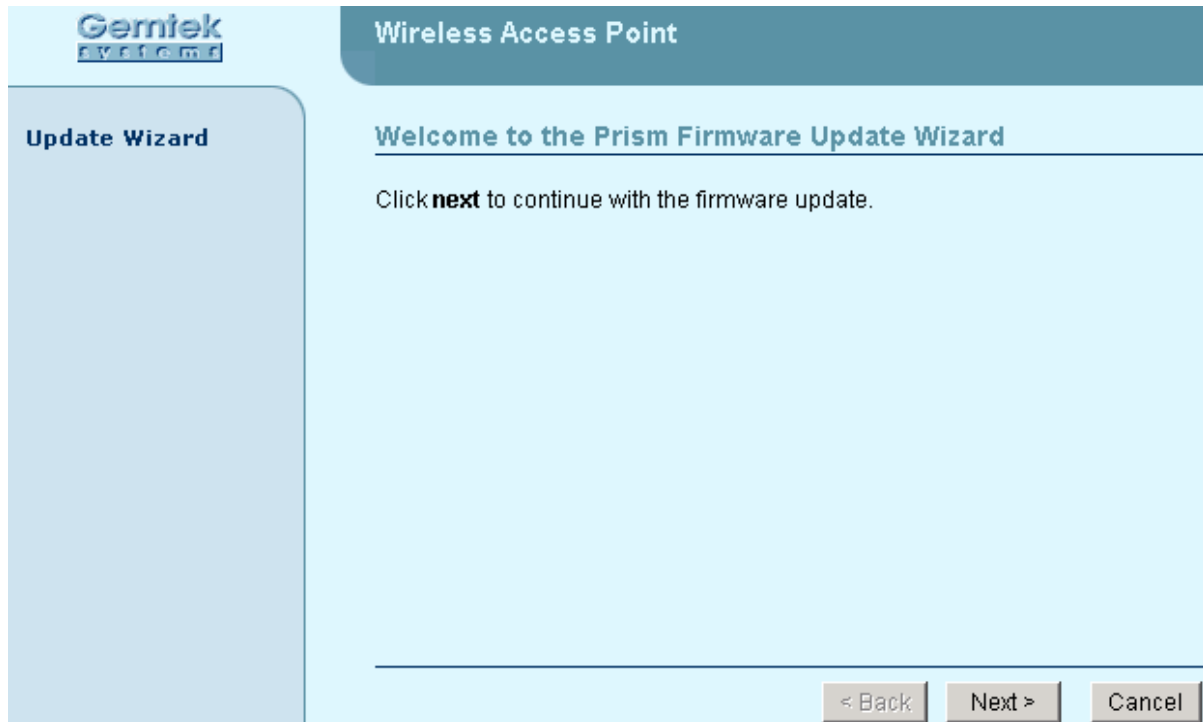 Gemtek
systems
Wireless Access Point
Update Wizard
Welcome to the Prism Firmware Update Wizard
Click next to continue with the firmware update.
< Back
Next >
Cancel